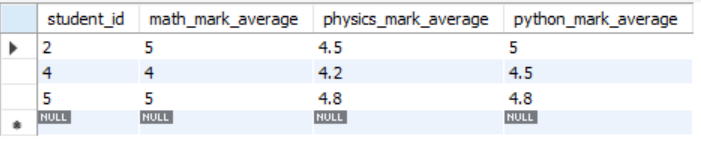 student_id math_mark_average physics_mark_average python_mark_average
2 5 4.5 5
4 4 4.2 4.5
5 5 4.8 4.8
NULL NULL NULL NULL